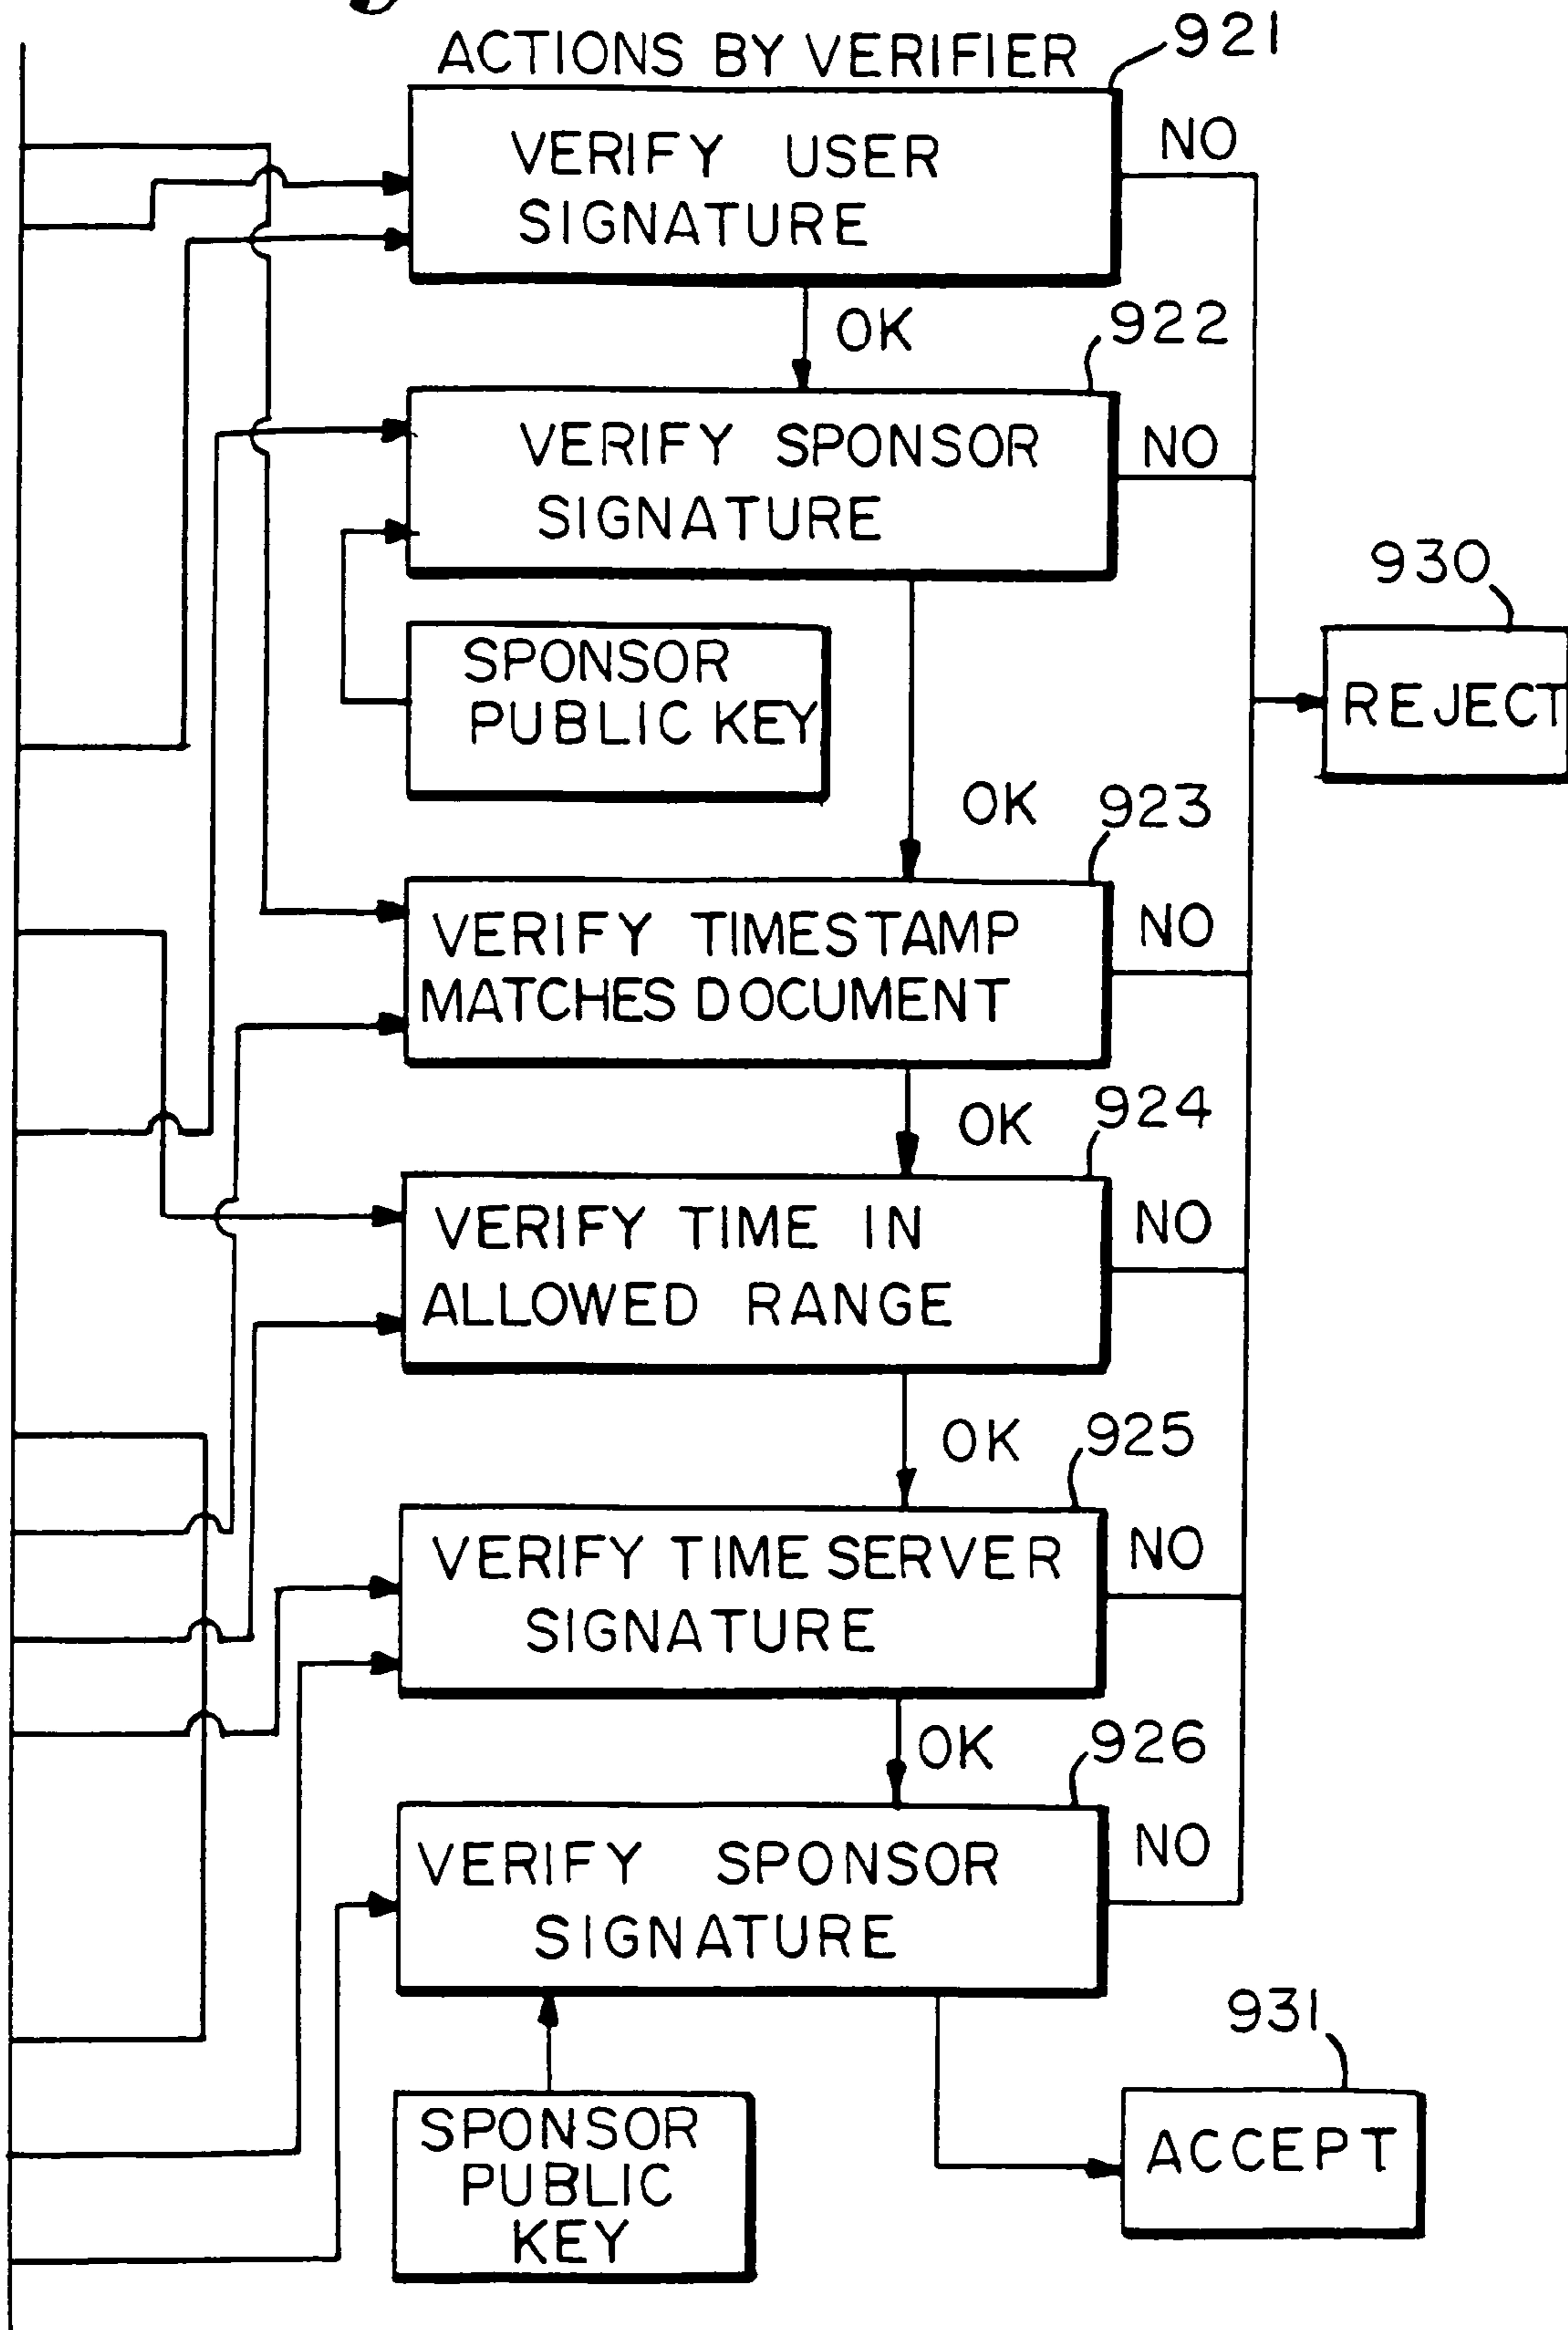 ACTIONS BY VERIFIER
921
VERIFY USER
SIGNATURE
NO
OK
922
VERIFY SPONSOR
SIGNATURE
NO
930
REJECT
SPONSOR
PUBLIC KEY
OK
923
VERIFY TIMESTAMP
MATCHES DOCUMENT
NO
OK
924
VERIFY TIME IN
ALLOWED RANGE
NO
OK
925
VERIFY TIME SERVER
SIGNATURE
NO
OK
926
VERIFY SPONSOR
SIGNATURE
NO
931
ACCEPT
SPONSOR
PUBLIC
KEY